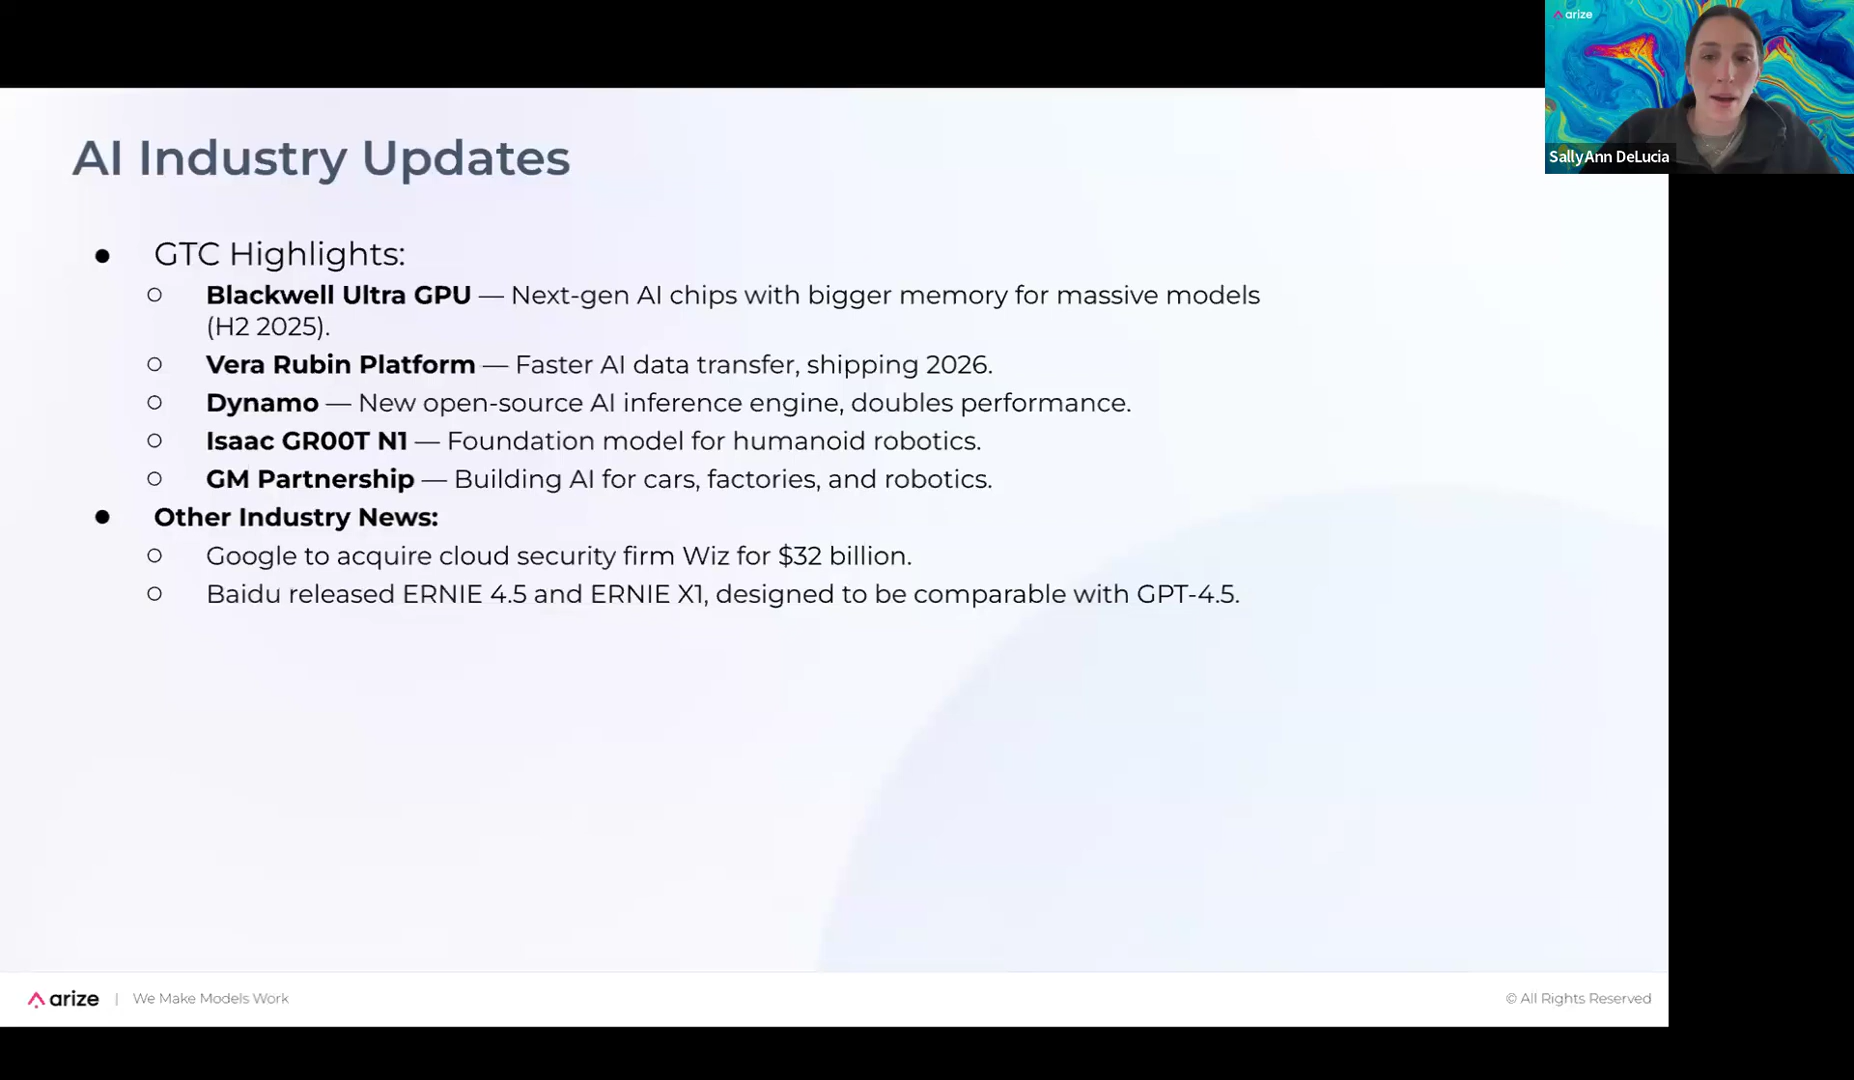 arize
SallyAnn DeLucia
AI Industry Updates
● GTC Highlights:
○ Blackwell Ultra GPU — Next-gen AI chips with bigger memory for massive models
(H2 2025).
○ Vera Rubin Platform — Faster AI data transfer, shipping 2026.
○ Dynamo — New open-source AI inference engine, doubles performance.
○ Isaac GR00T N1 — Foundation model for humanoid robotics.
○ GM Partnership — Building AI for cars, factories, and robotics.
● Other Industry News:
○ Google to acquire cloud security firm Wiz for $32 billion.
○ Baidu released ERNIE 4.5 and ERNIE X1, designed to be comparable with GPT-4.5.
arize | We Make Models Work
© All Rights Reserved